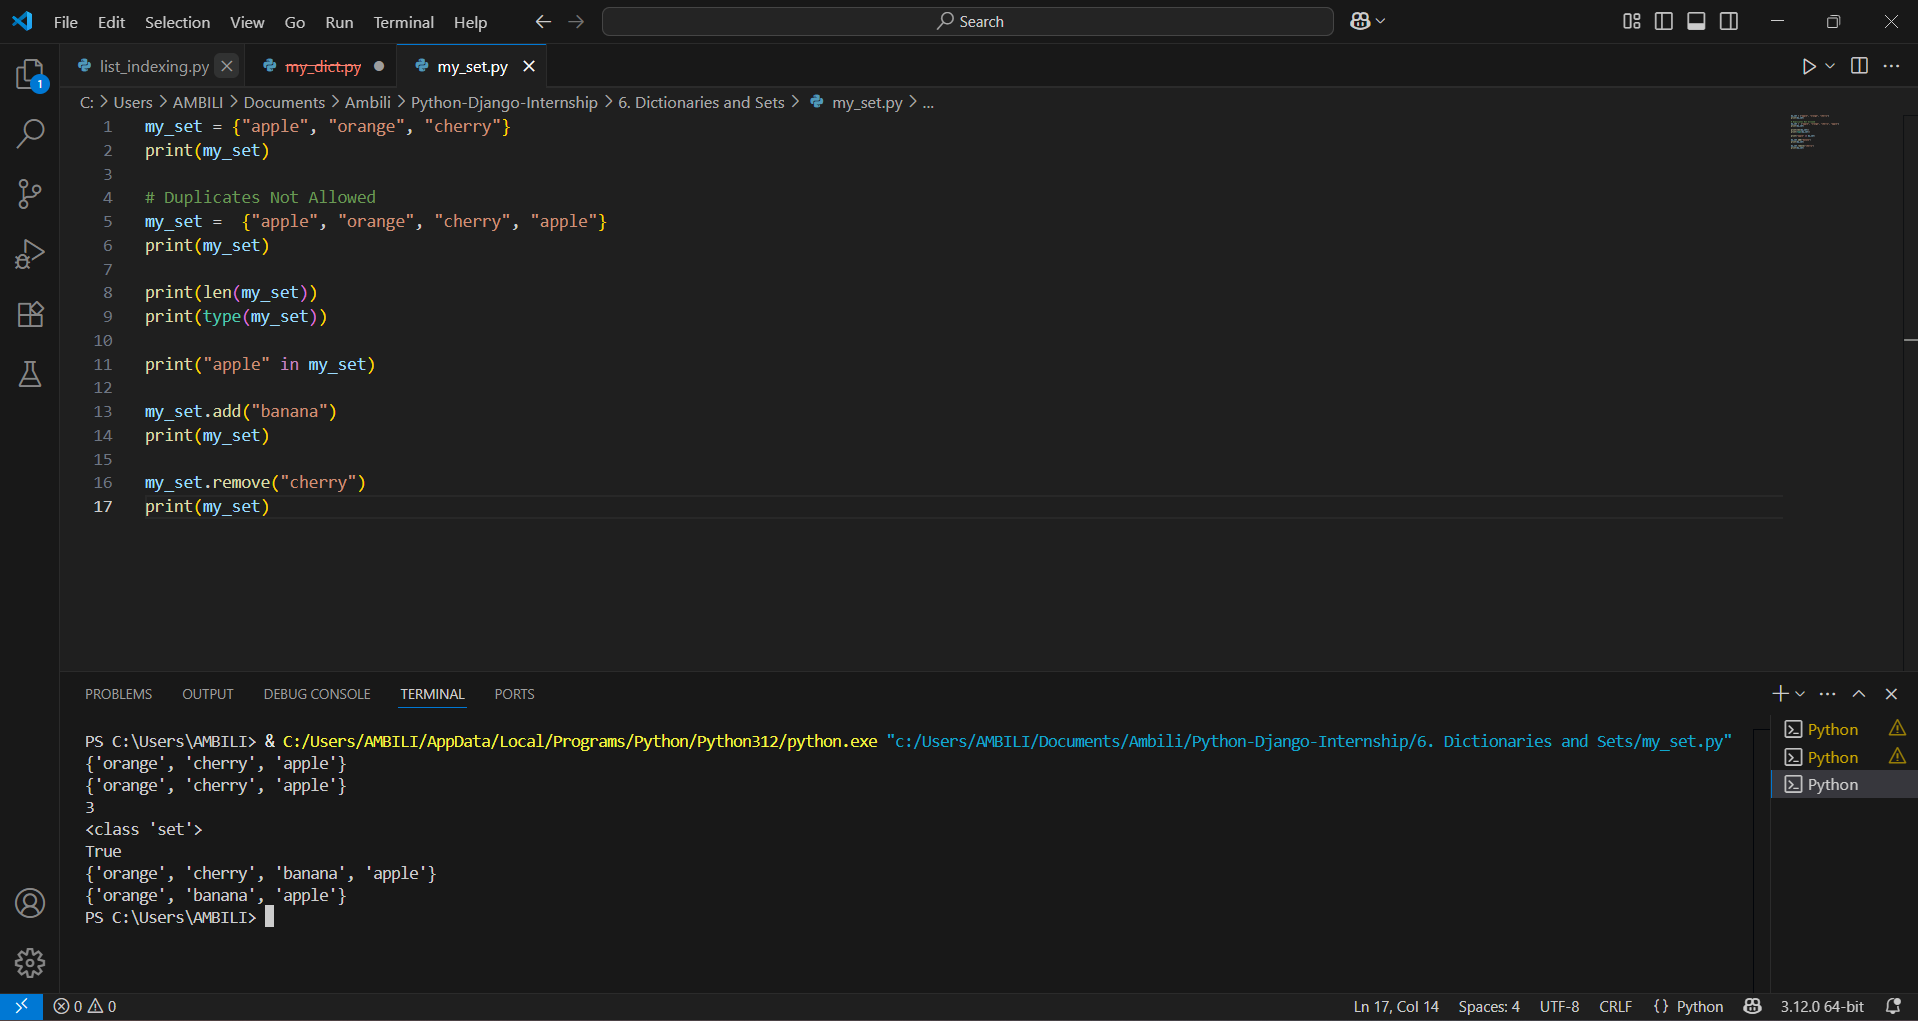 File Edit Selection View Go Run Terminal Help Search
list_indexing.py my_dict.py my_set.py
1
C: > Users > AMBILI > Documents > Ambili > Python-Django-Internship > 6. Dictionaries and Sets > my_set.py > ...
1 my_set = {"apple", "orange", "cherry"}
2 print(my_set)
3
4 # Duplicates Not Allowed
5 my_set =  {"apple", "orange", "cherry", "apple"}
6 print(my_set)
7
8 print(len(my_set))
9 print(type(my_set))
10
11 print("apple" in my_set)
12
13 my_set.add("banana")
14 print(my_set)
15
16 my_set.remove("cherry")
17 print(my_set)
PROBLEMS OUTPUT DEBUG CONSOLE TERMINAL PORTS
PS C:\Users\AMBILI> & C:/Users/AMBILI/AppData/Local/Programs/Python/Python312/python.exe "c:/Users/AMBILI/Documents/Ambili/Python-Django-Internship/6. Dictionaries and Sets/my_set.py"
{'orange', 'cherry', 'apple'}
{'orange', 'cherry', 'apple'}
3
<class 'set'>
True
{'orange', 'cherry', 'banana', 'apple'}
{'orange', 'banana', 'apple'}
PS C:\Users\AMBILI>
Python
Python
Python
0 0 Ln 17, Col 14 Spaces: 4 UTF-8 CRLF {} Python 3.12.0 64-bit